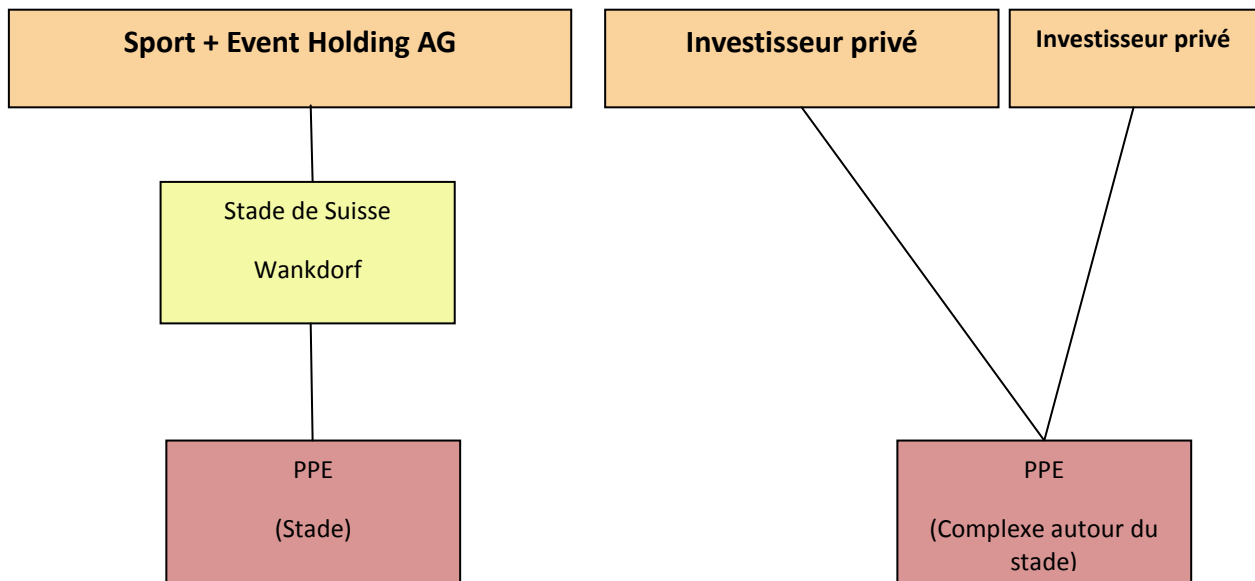 Sport + Event Holding AG
Investisseur privé
Investisseur privé
Stade de Suisse
Wankdorf
PPE
(Stade)
PPE
(Complexe autour du
stade)